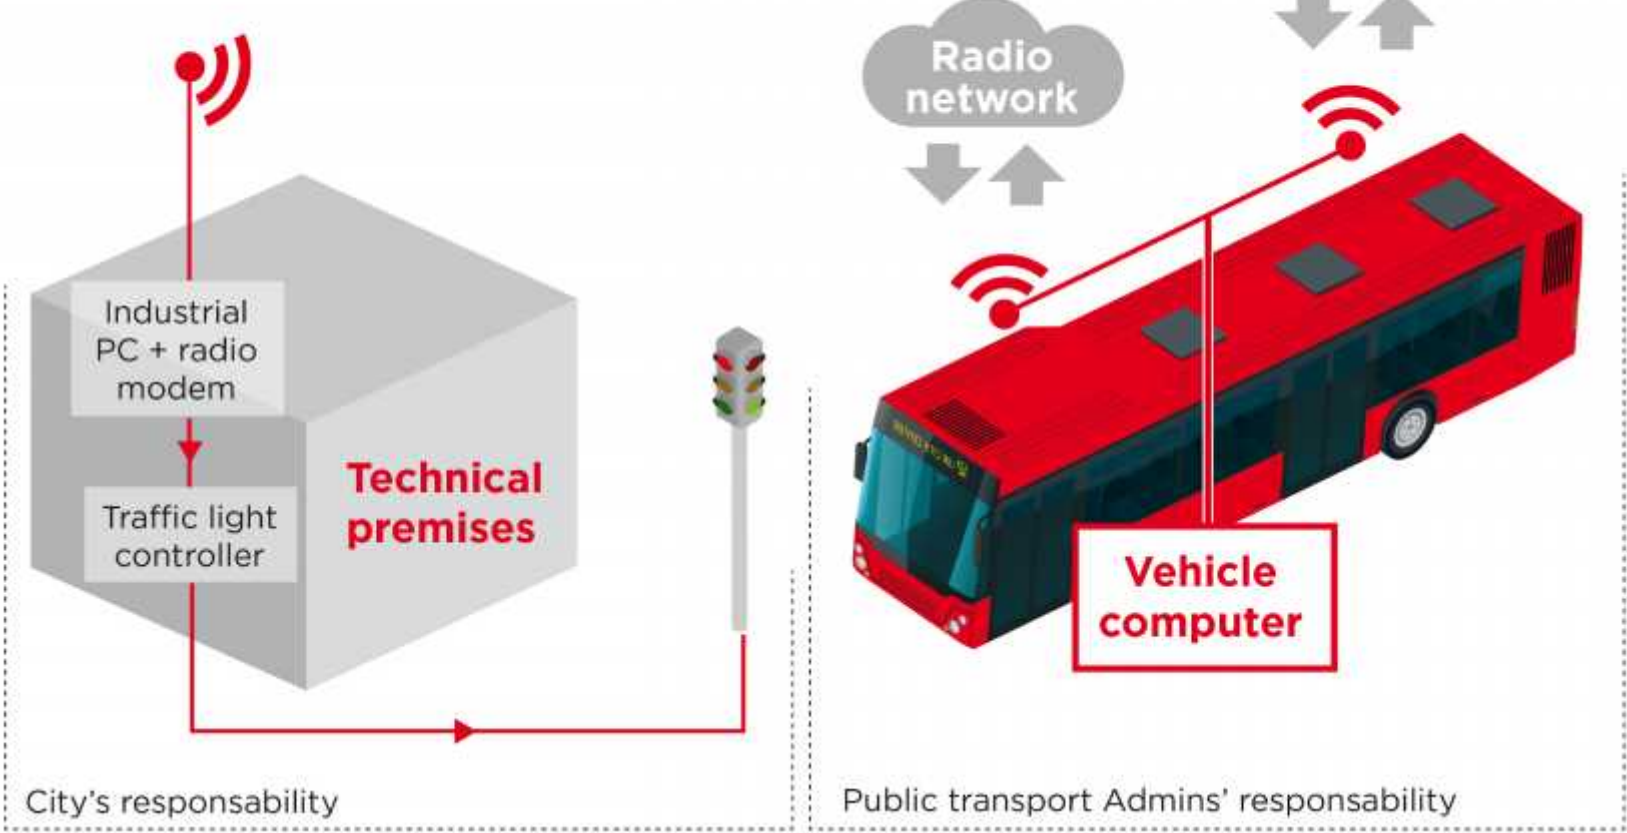 Radio
network
Industrial
PC + radio
modem
Technical
premises
Traffic light
controller
Vehicle
computer
City's responsability
Public transport Admins' responsability